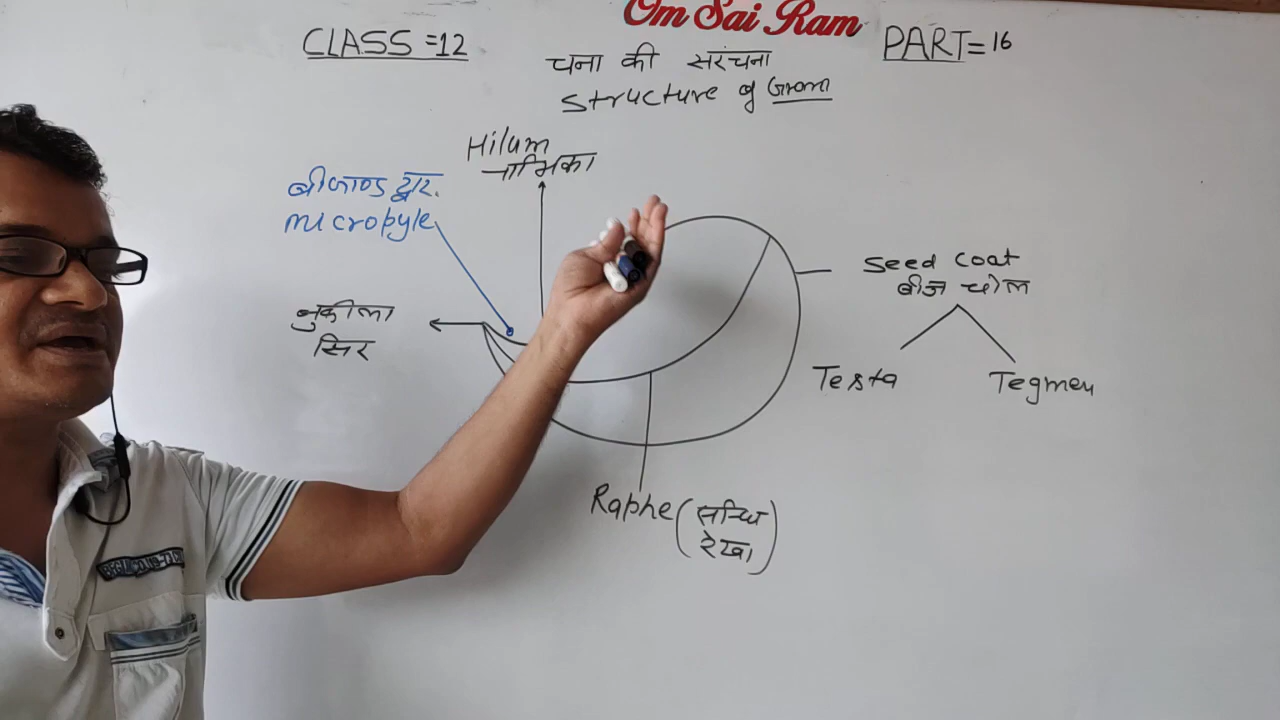 Om Sai Ram
CLASS = 12
PART = 16
चना की संरचना
Structure of Gram
Hilum
नाभिका
बीजाण्ड द्वार
micropyle
नुकीला
सिर
Seed Coat
बीज चोल
Testa
Tegmen
Raphe (सन्धि
रेखा)